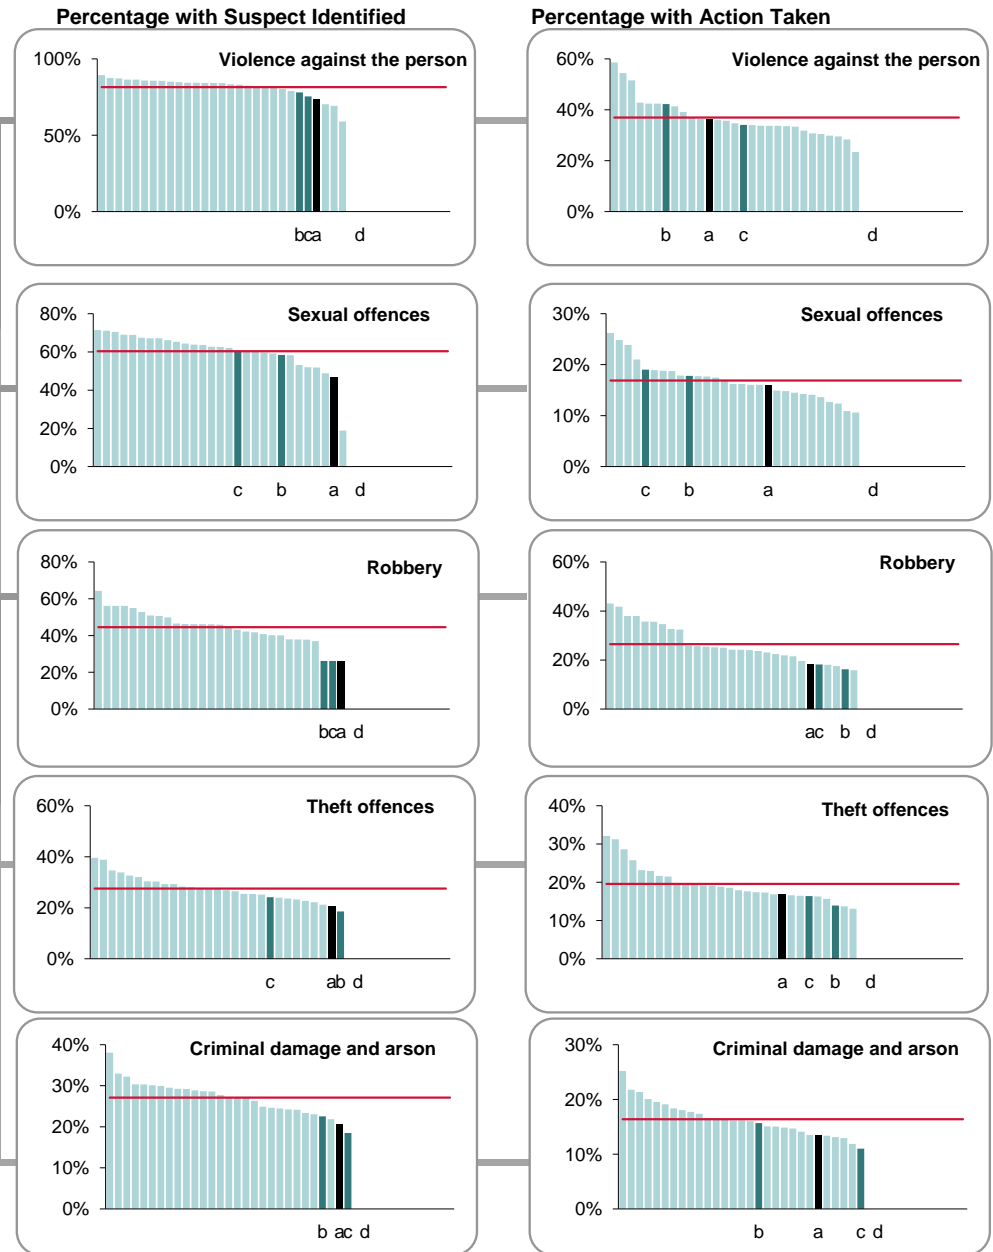 Percentage with Suspect Identified
Percentage with Action Taken
Violence against the person
100%
50%
0%
bca d
Violence against the person
60%
40%
20%
0%
b a c d
Sexual offences
80%
60%
40%
20%
0%
c b a d
Sexual offences
30%
20%
10%
0%
c b a d
Robbery
80%
60%
40%
20%
0%
bca d
Robbery
60%
40%
20%
0%
ac b d
Theft offences
60%
40%
20%
0%
c ab d
Theft offences
40%
30%
20%
10%
0%
a c b d
Criminal damage and arson
40%
30%
20%
10%
0%
b ac d
Criminal damage and arson
30%
20%
10%
0%
b a c d